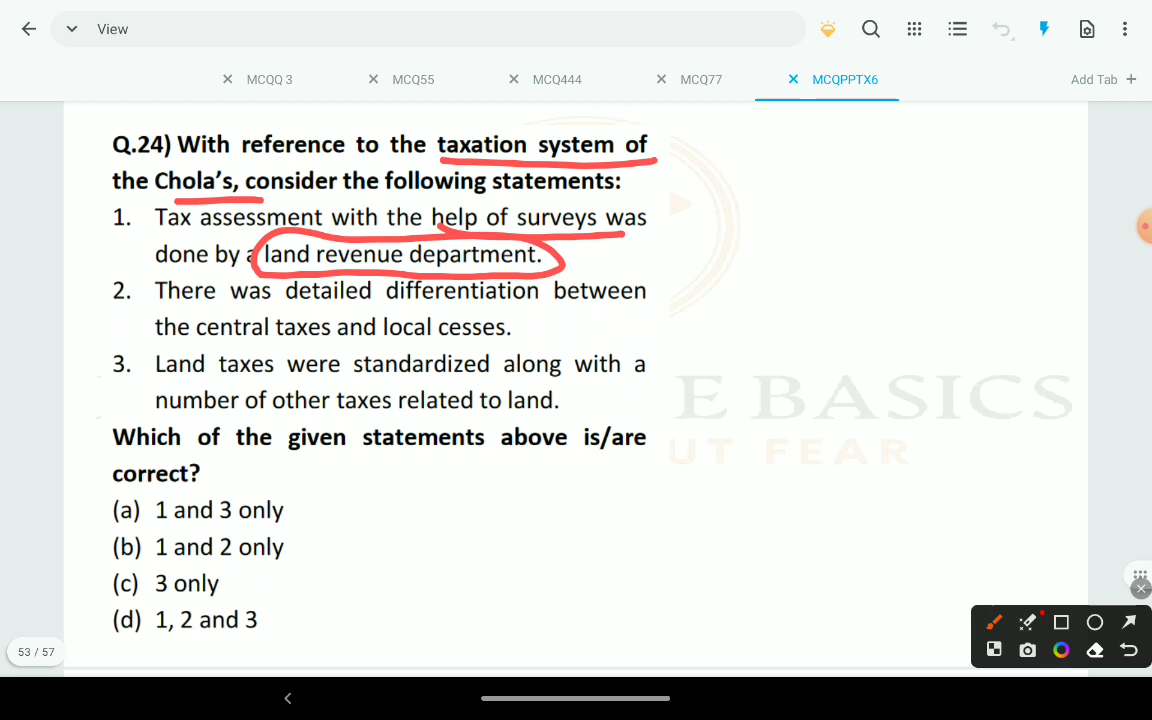 View
MCQQ 3
MCQ55
MCQ444
MCQ77
MCQPPTX6
Add Tab +
Q.24) With reference to the taxation system of
the Chola’s, consider the following statements:
1. Tax assessment with the help of surveys was
done by a land revenue department.
2. There was detailed differentiation between
the central taxes and local cesses.
3. Land taxes were standardized along with a
number of other taxes related to land.
Which of the given statements above is/are
correct?
(a) 1 and 3 only
(b) 1 and 2 only
(c) 3 only
(d) 1, 2 and 3
E BASICS
UT FEAR
53 / 57